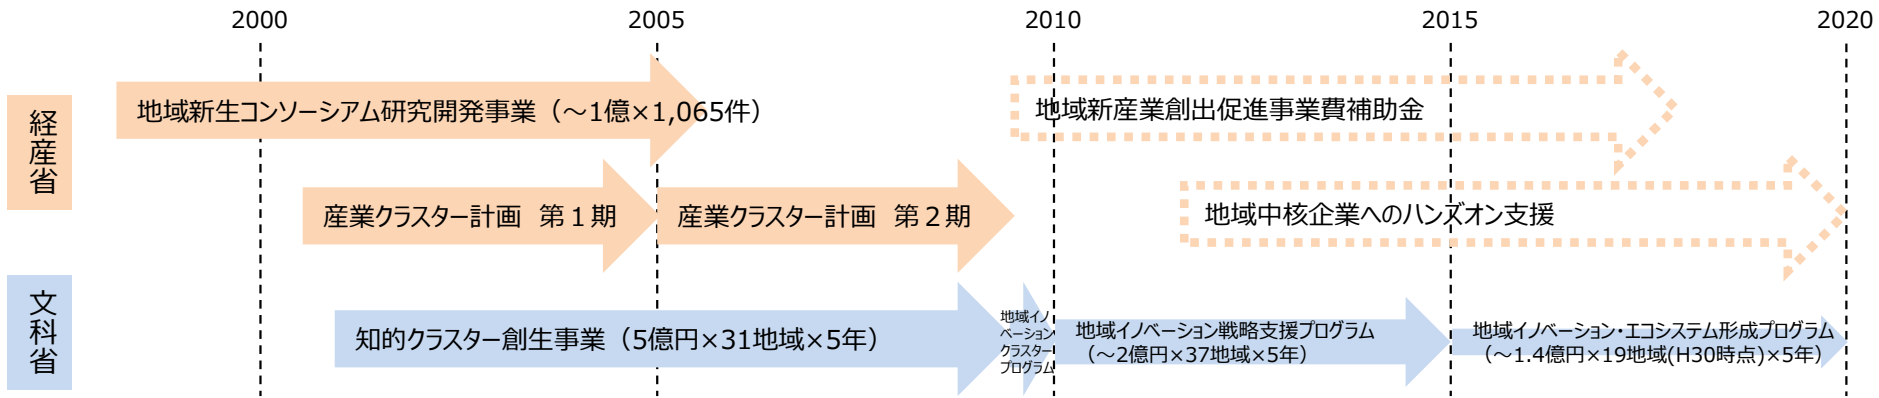 2000
2005
2010
2015
2020
経産省
地域新生コンソーシアム研究開発事業（～1億×1,065件）
地域新産業創出促進事業費補助金
産業クラスター計画　第１期
産業クラスター計画　第２期
地域中核企業へのハンズオン支援
文科省
知的クラスター創生事業（5億円×31地域×5年）
地域イノ
ベーション
クラスター
プログラム
地域イノベーション戦略支援プログラム
（～2億円×37地域×5年）
地域イノベーション・エコシステム形成プログラム
（～1.4億円×19地域(H30時点)×5年）